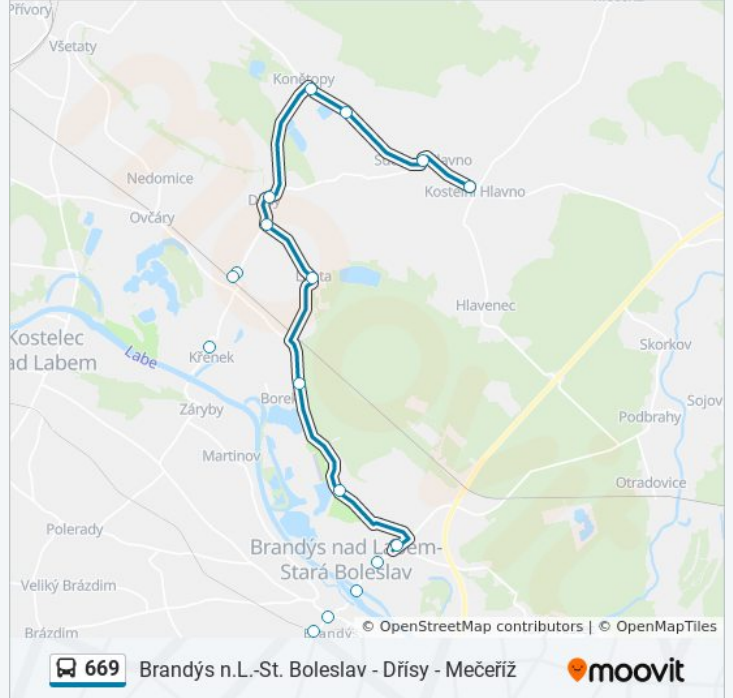 Přívory
Všetaty
Konětopy
Hlavno
Kostelní Hlavno
Nedomice
Ovčáry
Hlavenec
Kostelec
ad Labem
Labe
Křenek
Skorkov
Borek
Záryby
Sojov
Podbrahy
Martinov
Otradovice
Polerady
Brandýs nad Labem-
Stará Boleslav
Veliký Brázdim
Brázdim
© OpenStreetMap contributors | © OpenMapTiles
669 Brandýs n.L.-St. Boleslav - Dřísy - Mečeříž
moovit